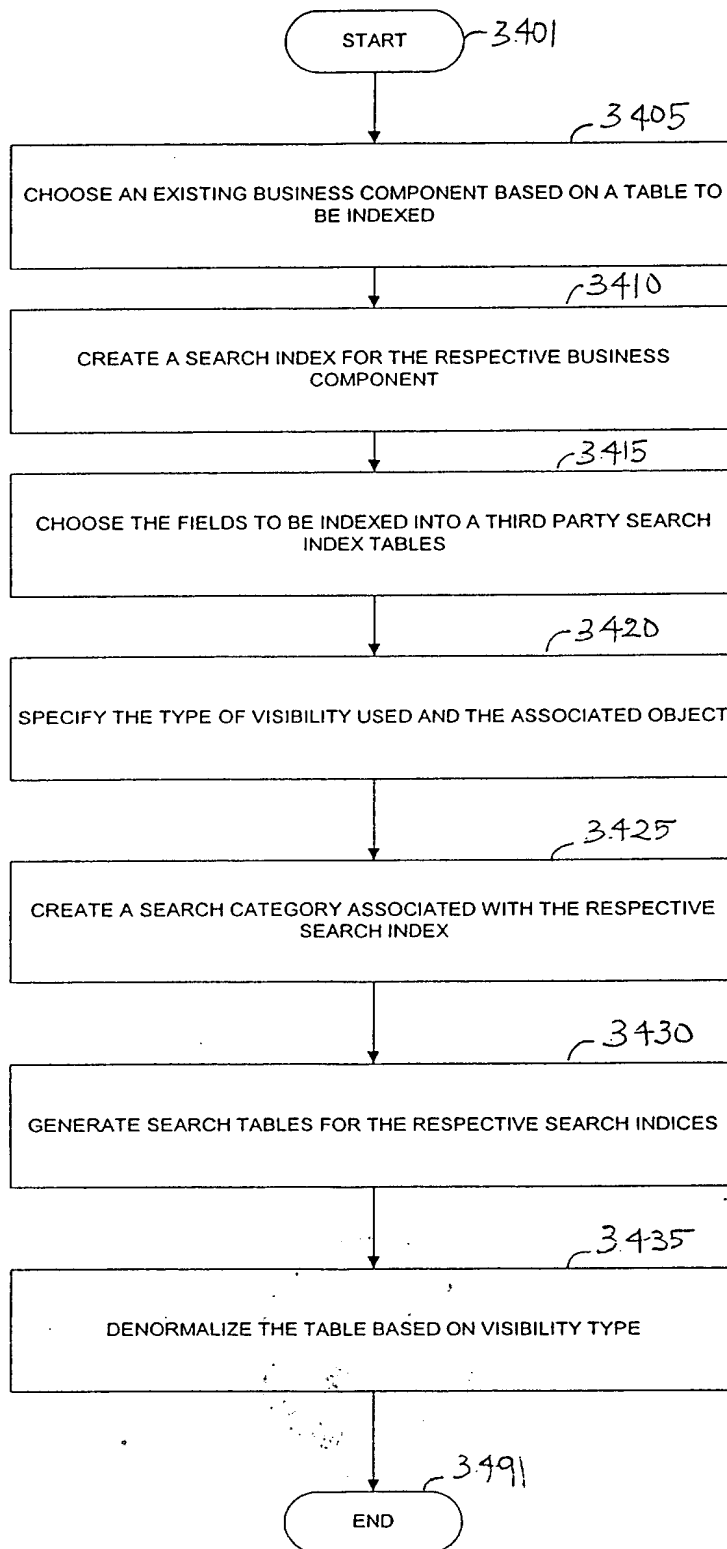 START
3401
3405
CHOOSE AN EXISTING BUSINESS COMPONENT BASED ON A TABLE TO
BE INDEXED
3410
CREATE A SEARCH INDEX FOR THE RESPECTIVE BUSINESS
COMPONENT
3415
CHOOSE THE FIELDS TO BE INDEXED INTO A THIRD PARTY SEARCH
INDEX TABLES
3420
SPECIFY THE TYPE OF VISIBILITY USED AND THE ASSOCIATED OBJECT
3425
CREATE A SEARCH CATEGORY ASSOCIATED WITH THE RESPECTIVE
SEARCH INDEX
3430
GENERATE SEARCH TABLES FOR THE RESPECTIVE SEARCH INDICES
3435
DENORMALIZE THE TABLE BASED ON VISIBILITY TYPE
3491
END